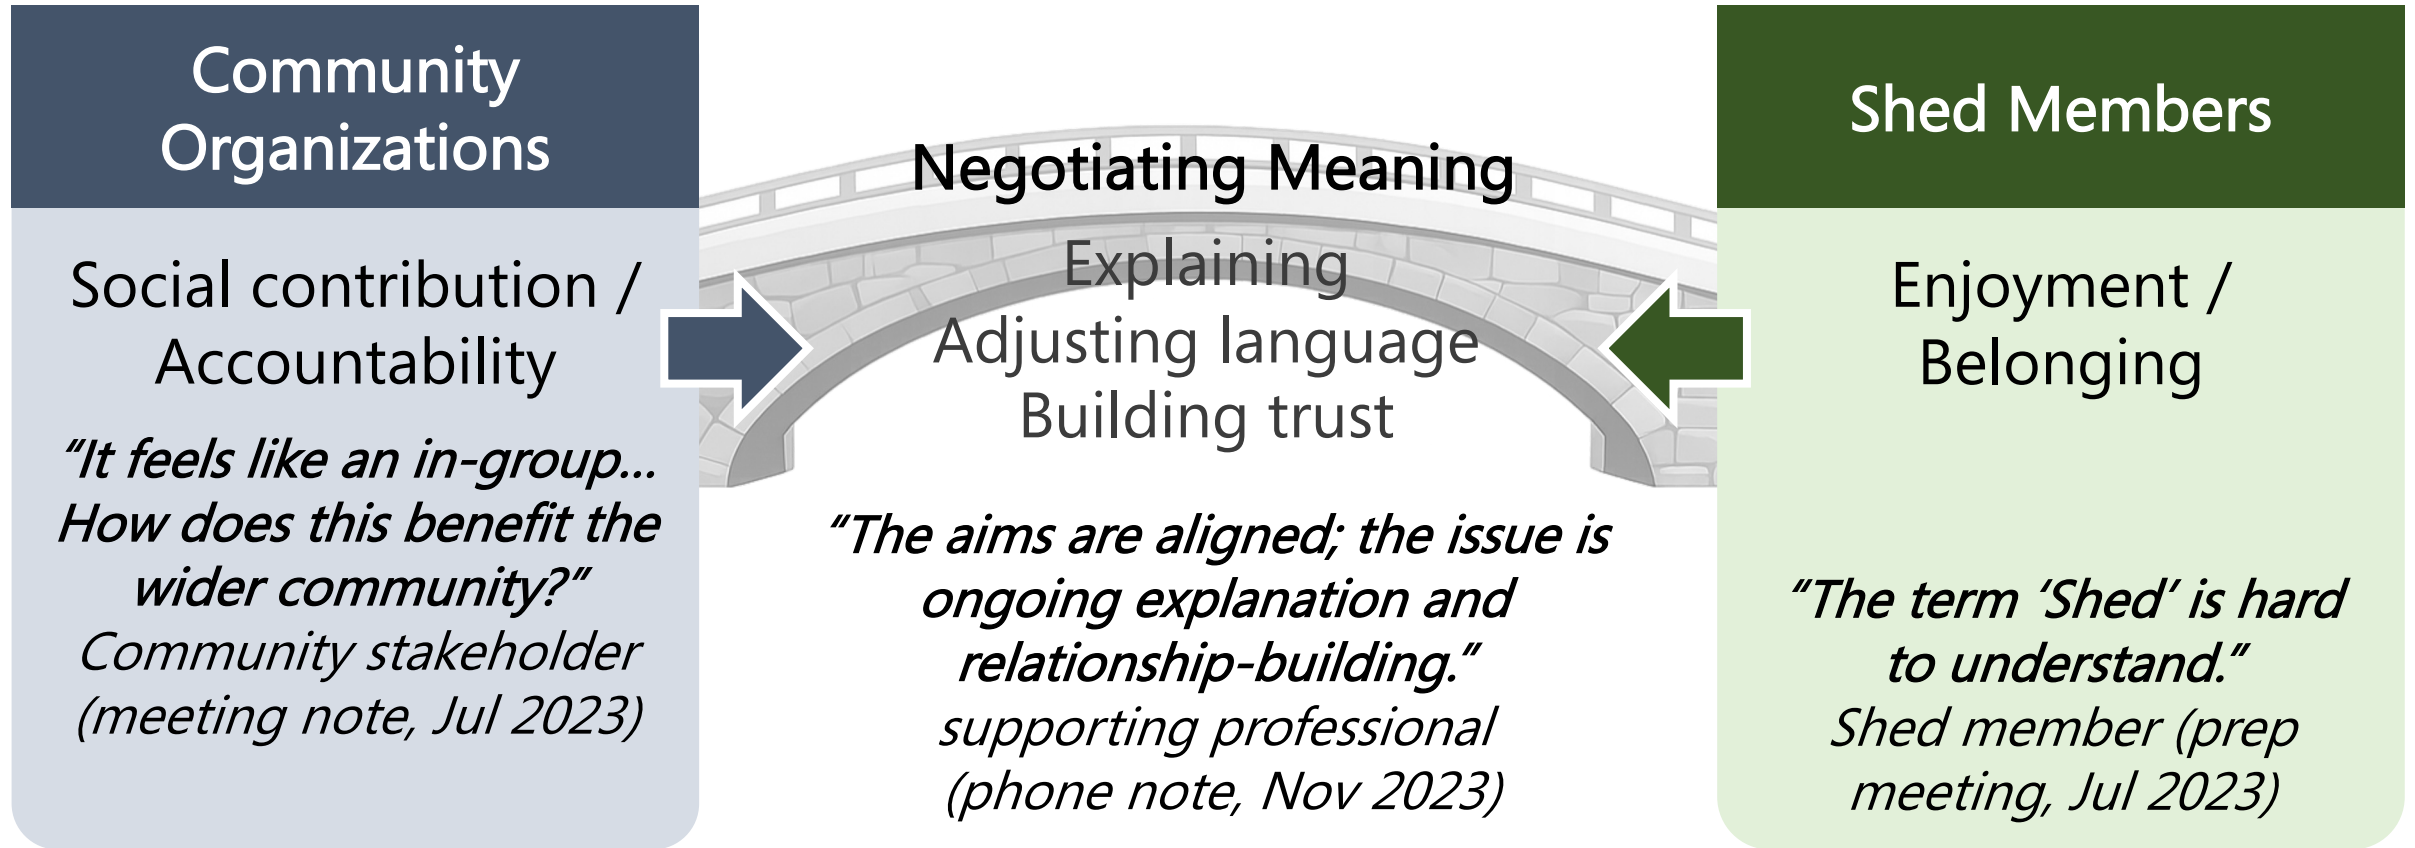 Community
Organizations
Social contribution /
Accountability
“It feels like an in-group...
How does this benefit the
wider community?”
Community stakeholder
(meeting note, Jul 2023)
Negotiating Meaning
Explaining
Adjusting language
Building trust
“The aims are aligned; the issue is
ongoing explanation and
relationship-building.”
supporting professional
(phone note, Nov 2023)
Shed Members
Enjoyment /
Belonging
“The term ‘Shed’ is hard
to understand.”
Shed member (prep
meeting, Jul 2023)